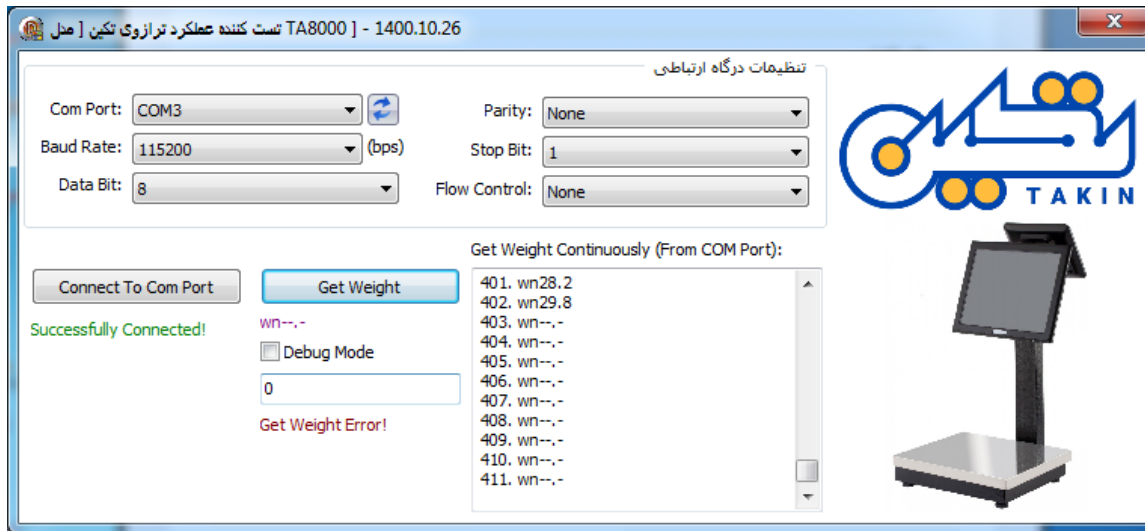 تست کننده عملکرد ترازوی تکین [ مدل TA8000 ] - 1400.10.26
X
تنظیمات درگاه ارتباطی
Com Port: COM3
Parity: None
Baud Rate: 115200 (bps)
Stop Bit: 1
Data Bit: 8
Flow Control: None
تکین
TAKIN
Get Weight Continuously (From COM Port):
Connect To Com Port
Get Weight
Successfully Connected!
wn--.-
Debug Mode
0
Get Weight Error!
401. wn28.2
402. wn29.8
403. wn--.-
404. wn--.-
405. wn--.-
406. wn--.-
407. wn--.-
408. wn--.-
409. wn--.-
410. wn--.-
411. wn--.-